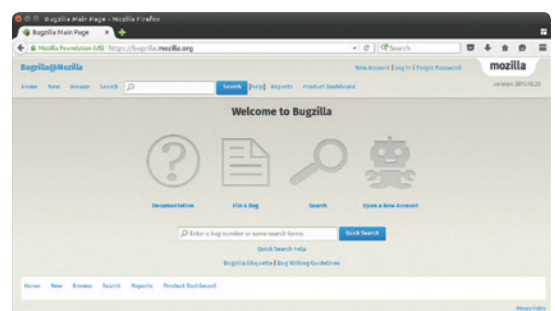 Bugzilla Main Page - Mozilla Firefox
Bugzilla Main Page
Mozilla Foundation (US) https://bugzilla.mozilla.org Search
Bugzilla@Mozilla New Account | Log In | Forgot Password mozilla
Home New Browse Search Search [help] Reports Product Dashboard
Welcome to Bugzilla
Documentation File a Bug Search Open a New Account
Enter a bug number or some search terms Quick Search
Quick Search help
Bugzilla Etiquette | Bug Writing Guidelines
Home New Browse Search Reports Product Dashboard
Privacy Policy